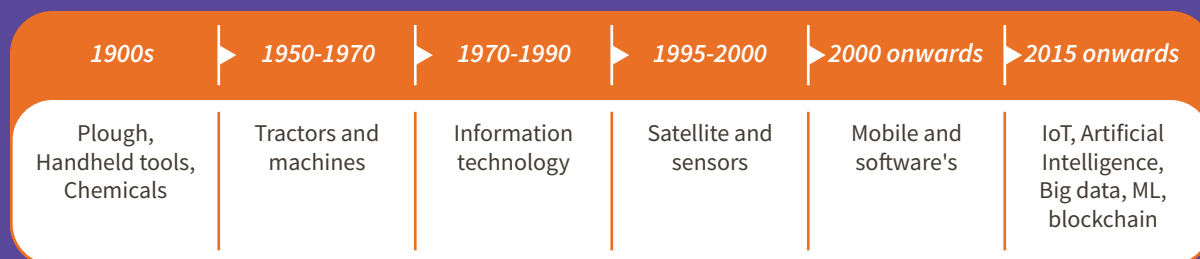 1900s
1950-1970
1970-1990
1995-2000
2000 onwards
2015 onwards
Plough,
Handheld tools,
Chemicals
Tractors and
machines
Information
technology
Satellite and
sensors
Mobile and
software's
IoT, Artificial
Intelligence,
Big data, ML,
blockchain